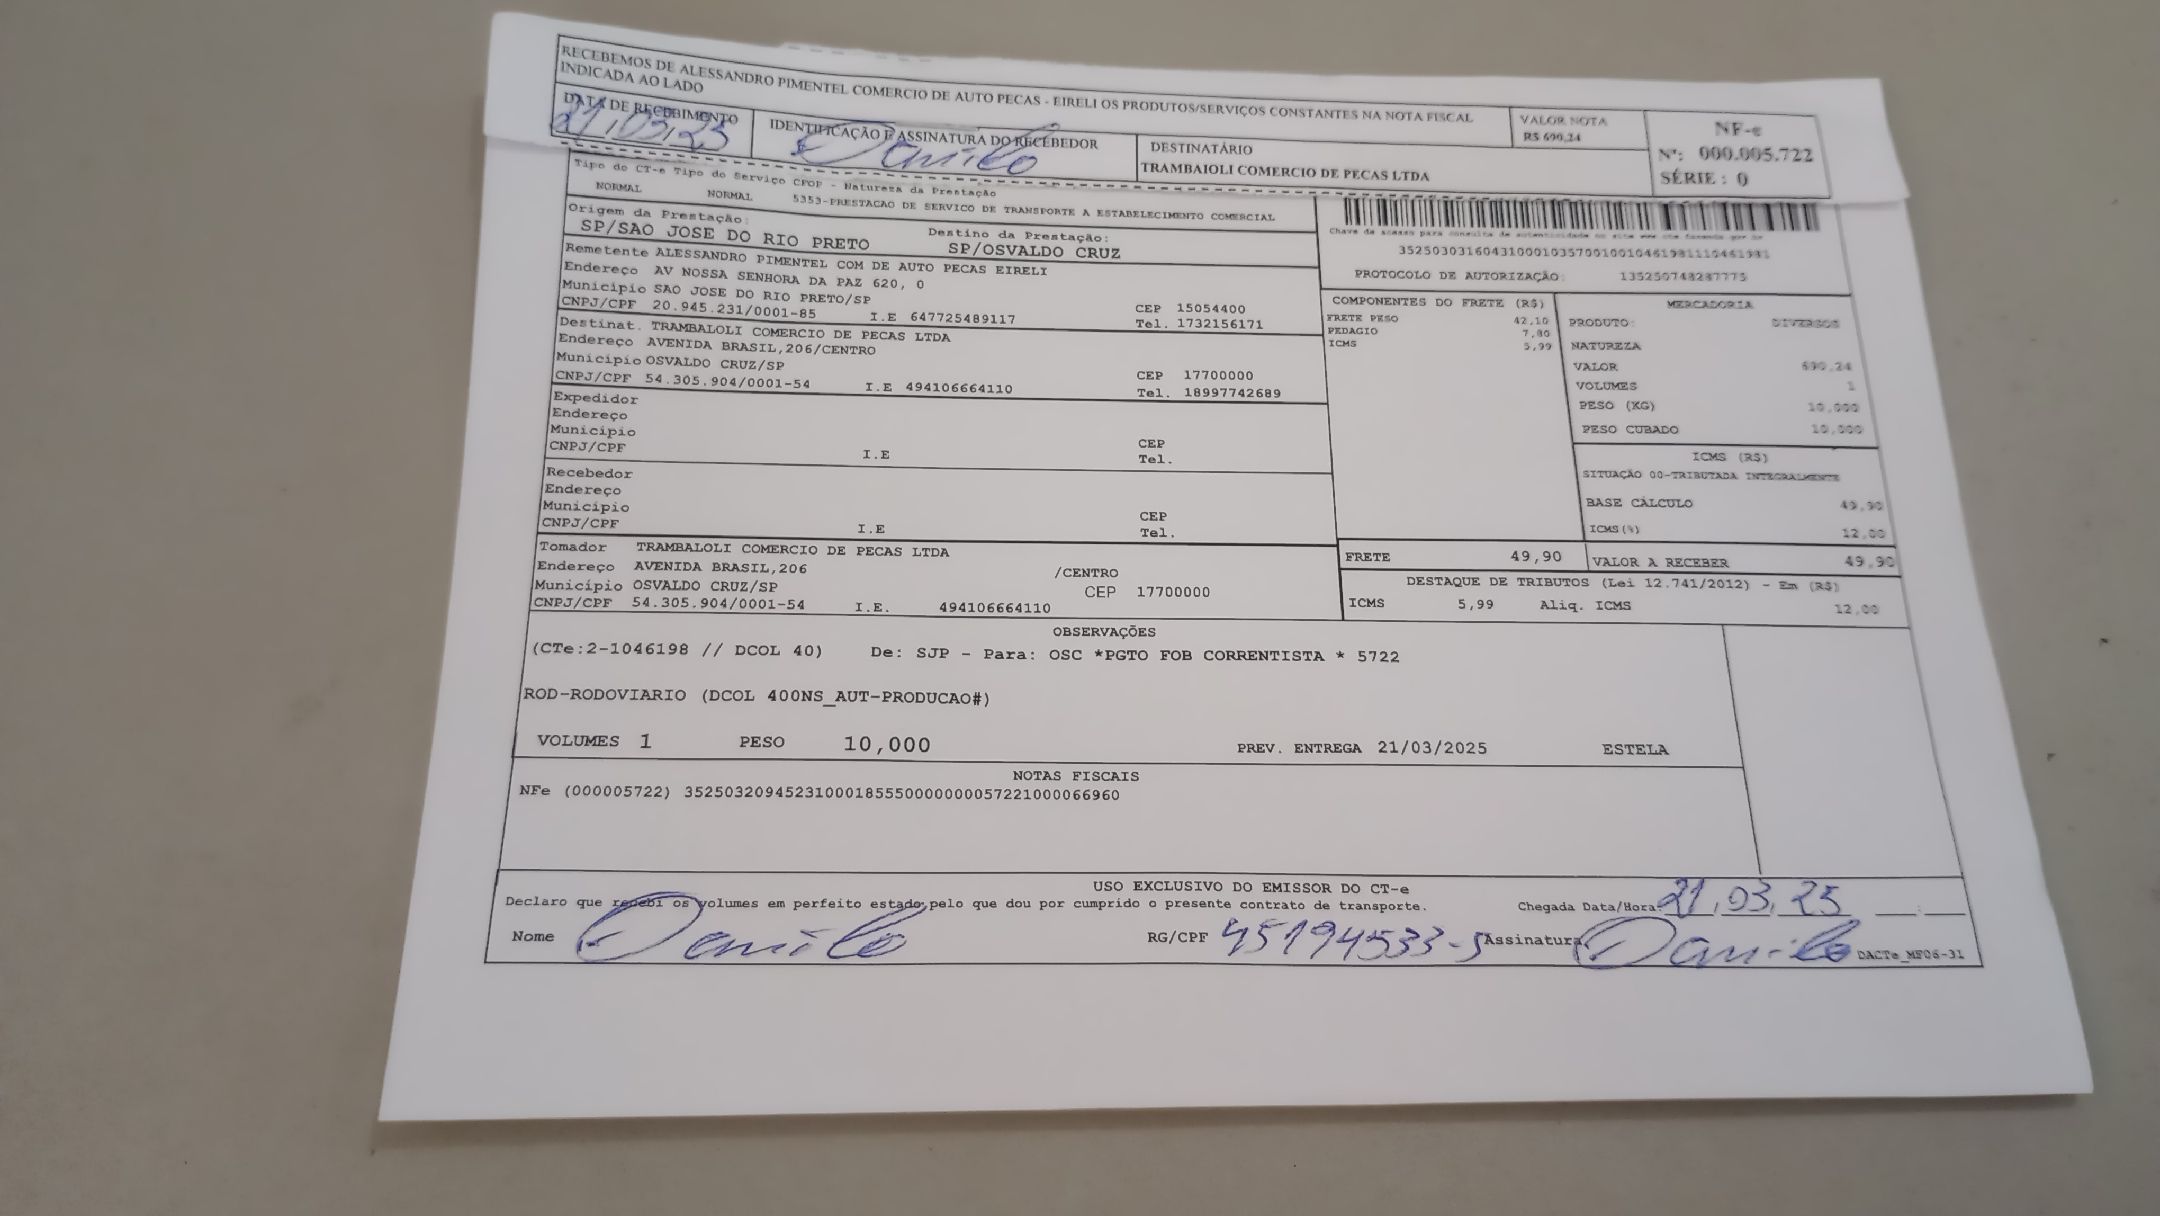 RECEBEMOS DE ALESSANDRO PIMENTEL COMERCIO DE AUTO PECAS - EIRELI OS PRODUTOS/SERVIÇOS CONSTANTES NA NOTA FISCAL
INDICADA AO LADO
DATA DE RECEBIMENTO
21,03,25
IDENTIFICAÇÃO E ASSINATURA DO RECEBEDOR
Danilo
DESTINATÁRIO
TRAMBAIOLI COMERCIO DE PECAS LTDA
VALOR NOTA
R$ 690,24
NF-e
Nº: 000.005.722
SÉRIE : 0
Tipo do CT-e Tipo do Serviço CFOP - Natureza da Prestação
NORMAL NORMAL 5353-PRESTACAO DE SERVICO DE TRANSPORTE A ESTABELECIMENTO COMERCIAL
Origem da Prestação: Destino da Prestação:
SP/SAO JOSE DO RIO PRETO SP/OSVALDO CRUZ
Remetente ALESSANDRO PIMENTEL COM DE AUTO PECAS EIRELI
Endereço AV NOSSA SENHORA DA PAZ 620, 0
Município SAO JOSE DO RIO PRETO/SP CEP 15054400
CNPJ/CPF 20.945.231/0001-85 I.E 647725489117 Tel. 1732156171
Destinat. TRAMBALOLI COMERCIO DE PECAS LTDA
Endereço AVENIDA BRASIL,206/CENTRO
Município OSVALDO CRUZ/SP CEP 17700000
CNPJ/CPF 54.305.904/0001-54 I.E 494106664110 Tel. 18997742689
Expedidor
Endereço
Município CEP
CNPJ/CPF I.E Tel.
Recebedor
Endereço
Município CEP
CNPJ/CPF I.E Tel.
Tomador TRAMBALOLI COMERCIO DE PECAS LTDA
Endereço AVENIDA BRASIL,206 /CENTRO
Município OSVALDO CRUZ/SP CEP 17700000
CNPJ/CPF 54.305.904/0001-54 I.E. 494106664110
Chave de acesso para consulta de autenticidade no site
PROTOCOLO DE AUTORIZAÇÃO: 135250748287775
COMPONENTES DO FRETE (R$)
FRETE PESO 42,10
PEDAGIO 7,80
ICMS 5,99
MERCADORIA
PRODUTO: DIVERSOS
NATUREZA
VALOR 690,24
VOLUMES 1
PESO (KG) 10,000
PESO CUBADO 10,000
ICMS (R$)
SITUAÇÃO 00-TRIBUTADA INTEGRALMENTE
BASE CÁLCULO 49,90
ICMS(%) 12,00
FRETE 49,90 VALOR A RECEBER 49,90
DESTAQUE DE TRIBUTOS (Lei 12.741/2012) - Em (R$)
ICMS 5,99 Aliq. ICMS 12,00
OBSERVAÇÕES
(CTe:2-1046198 // DCOL 40) De: SJP - Para: OSC *PGTO FOB CORRENTISTA * 5722
ROD-RODOVIARIO (DCOL 400NS_AUT-PRODUCAO#)
VOLUMES 1 PESO 10,000 PREV. ENTREGA 21/03/2025 ESTELA
NOTAS FISCAIS
NFe (000005722) 35250320945231000185550000000057221000066960
USO EXCLUSIVO DO EMISSOR DO CT-e
Declaro que recebi os volumes em perfeito estado,pelo que dou por cumprido o presente contrato de transporte. Chegada Data/Hora: 21,03,25 __:__
Nome Danilo RG/CPF 45194533-5 Assinatura Danilo DACTe_MF06-31